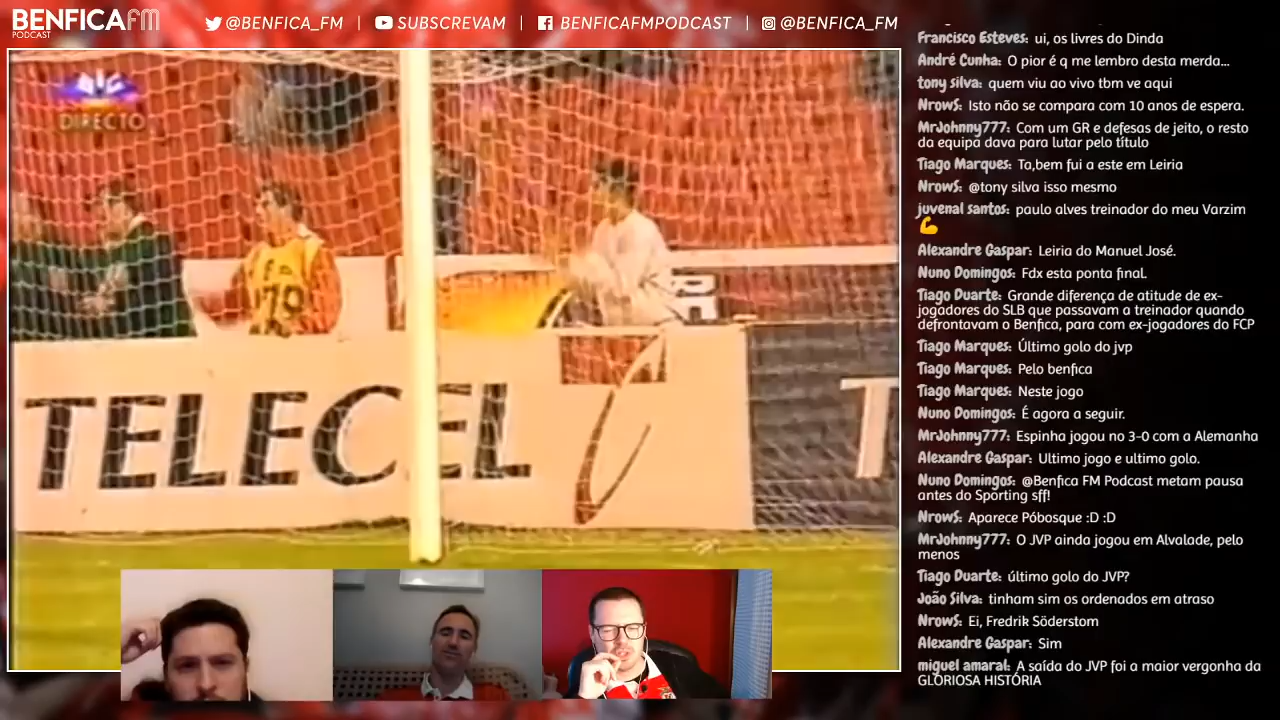 BENFICAFM
PODCAST
@BENFICA_FM | SUBSCREVAM | BENFICAFMPODCAST | @BENFICA_FM
SIC
DIRECTO
79
TELECEL
T
Francisco Esteves: ui, os livres do Dinda
André Cunha: O pior é q me lembro desta merda...
tony silva: quem viu ao vivo tbm ve aqui
NrowS: Isto não se compara com 10 anos de espera.
MrJohnny777: Com um GR e defesas de jeito, o resto
da equipa dava para lutar pelo título
Tiago Marques: Ta,bem fui a este em Leiria
NrowS: @tony silva isso mesmo
juvenal santos: paulo alves treinador do meu Varzim
💪
Alexandre Gaspar: Leiria do Manuel José.
Nuno Domingos: Fdx esta ponta final.
Tiago Duarte: Grande diferença de atitude de ex-
jogadores do SLB que passavam a treinador quando
defrontavam o Benfica, para com ex-jogadores do FCP
Tiago Marques: Último golo do jvp
Tiago Marques: Pelo benfica
Tiago Marques: Neste jogo
Nuno Domingos: É agora a seguir.
MrJohnny777: Espinha jogou no 3-0 com a Alemanha
Alexandre Gaspar: Ultimo jogo e ultimo golo.
Nuno Domingos: @Benfica FM Podcast metam pausa
antes do Sporting sff!
NrowS: Aparece Póbosque :D :D
MrJohnny777: O JVP ainda jogou em Alvalade, pelo
menos
Tiago Duarte: último golo do JVP?
João Silva: tinham sim os ordenados em atraso
NrowS: Ei, Fredrik Söderstom
Alexandre Gaspar: Sim
miguel amaral: A saída do JVP foi a maior vergonha da
GLORIOSA HISTÓRIA